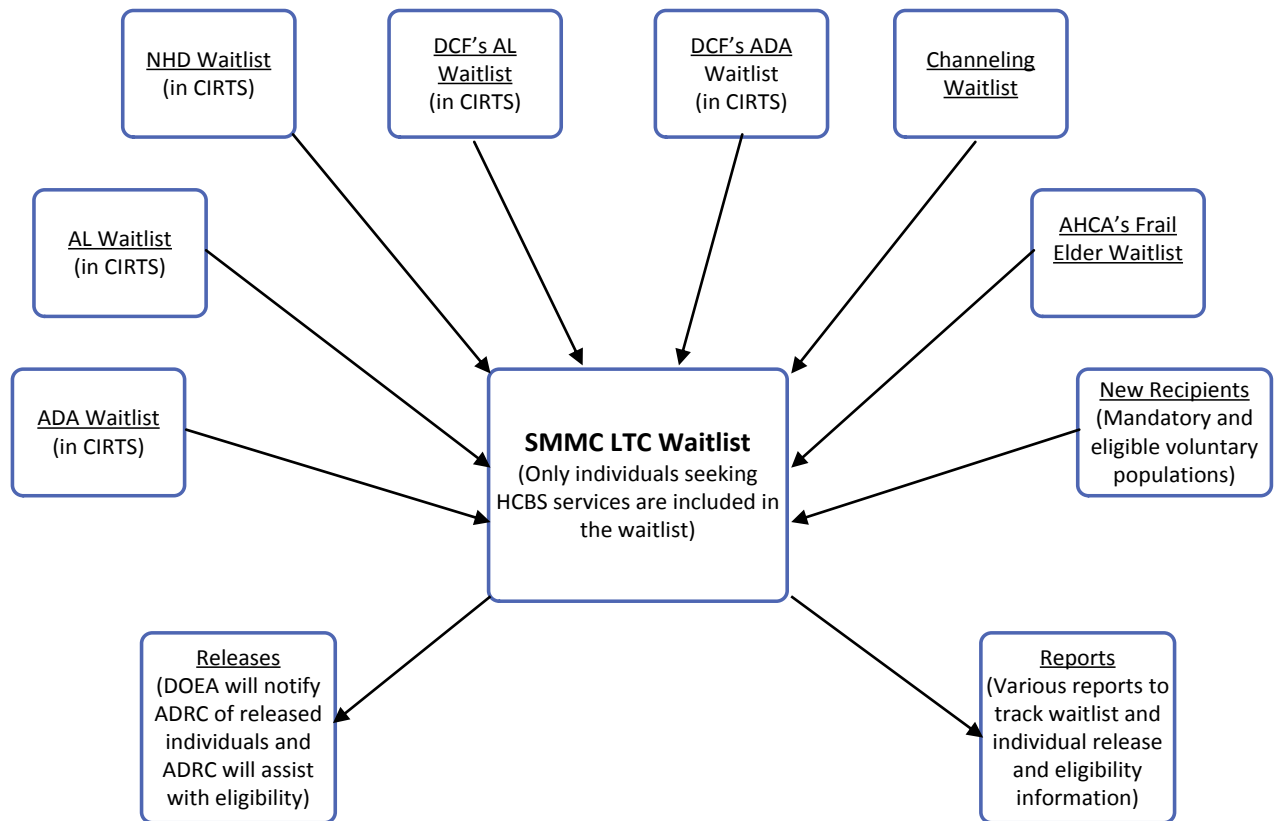 NHD Waitlist
(in CIRTS)
DCF’s AL
Waitlist
(in CIRTS)
DCF’s ADA
Waitlist
(in CIRTS)
Channeling
Waitlist
AL Waitlist
(in CIRTS)
AHCA’s Frail
Elder Waitlist
ADA Waitlist
(in CIRTS)
SMMC LTC Waitlist
(Only individuals seeking
HCBS services are included in
the waitlist)
New Recipients
(Mandatory and
eligible voluntary
populations)
Releases
(DOEA will notify
ADRC of released
individuals and
ADRC will assist
with eligibility)
Reports
(Various reports to
track waitlist and
individual release
and eligibility
information)